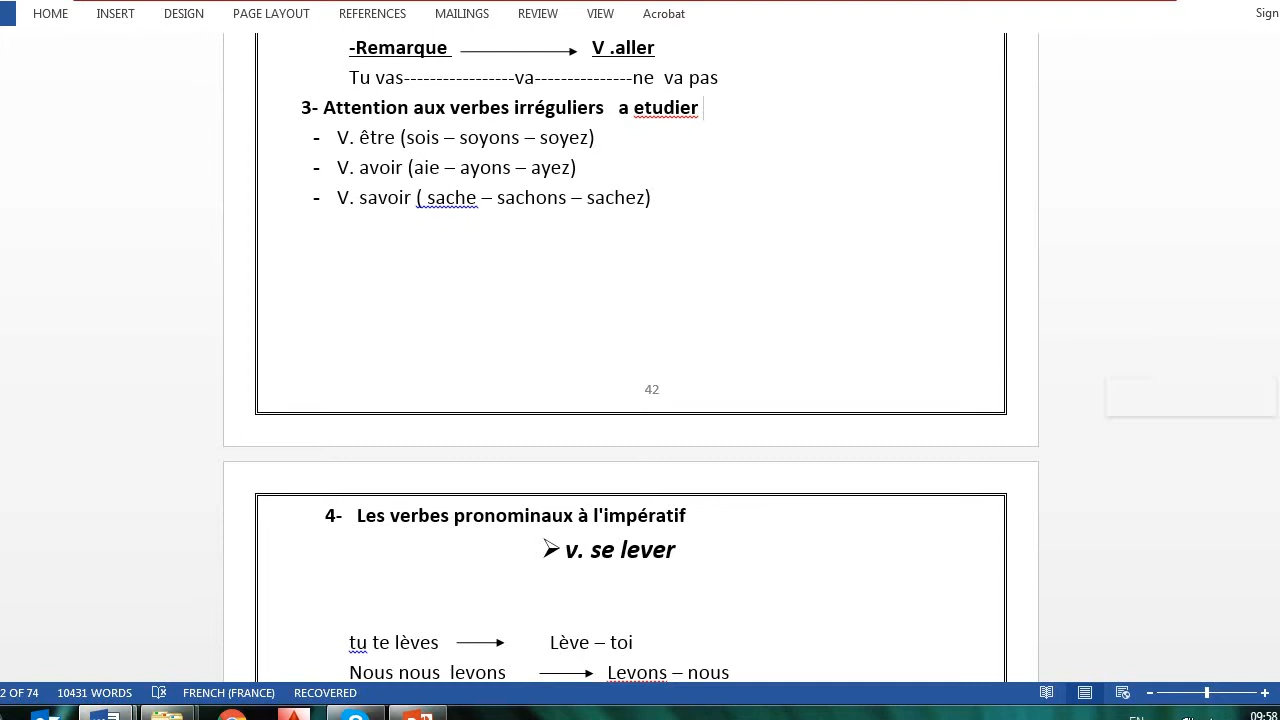 HOME INSERT DESIGN PAGE LAYOUT REFERENCES MAILINGS REVIEW VIEW Acrobat Sign
-Remarque V .aller
Tu vas-----------------va---------------ne va pas
3- Attention aux verbes irréguliers a etudier
- V. être (sois – soyons – soyez)
- V. avoir (aie – ayons – ayez)
- V. savoir ( sache – sachons – sachez)
42
4- Les verbes pronominaux à l'impératif
v. se lever
tu te lèves Lève – toi
Nous nous levons Levons – nous
2 OF 74 10431 WORDS FRENCH (FRANCE) RECOVERED
EN 09:58